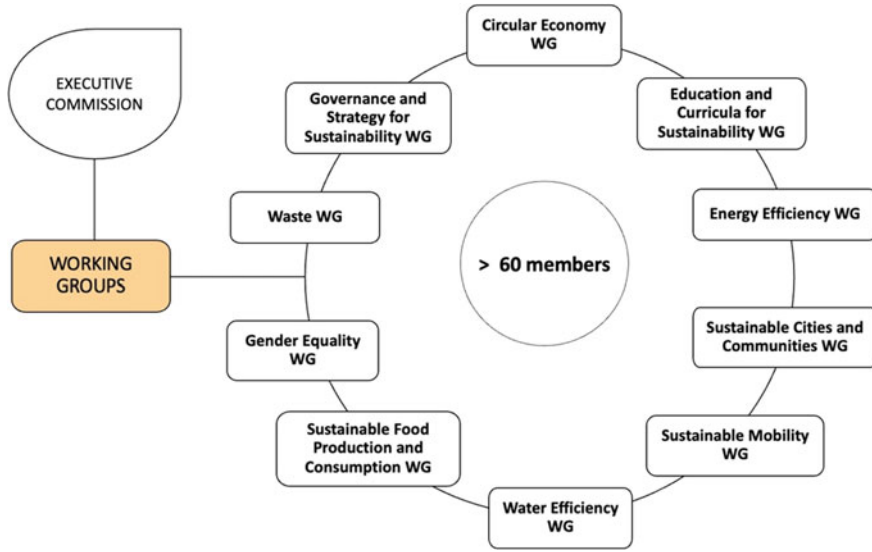 EXECUTIVE
COMMISSION
WORKING
GROUPS
Circular Economy
WG
Education and
Curricula for
Sustainability WG
Energy Efficiency WG
Sustainable Cities and
Communities WG
Sustainable Mobility
WG
Water Efficiency
WG
Sustainable Food
Production and
Consumption WG
Gender Equality
WG
Waste WG
Governance and
Strategy for
Sustainability WG
> 60 members